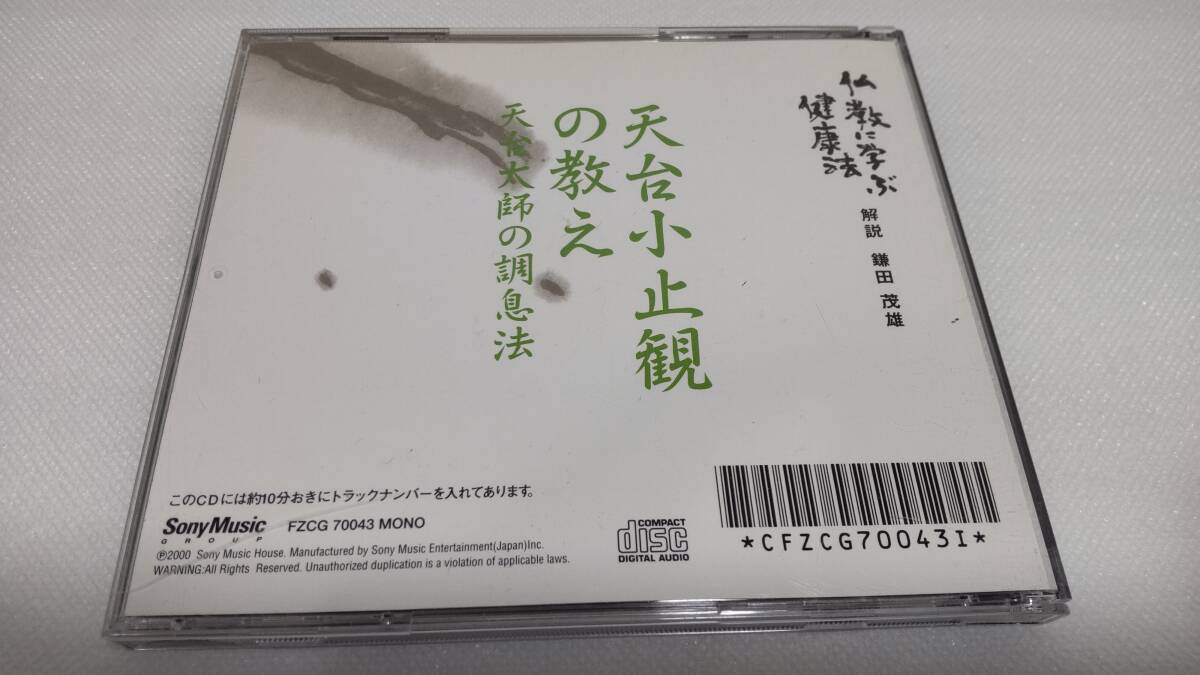 仏教に学ぶ
健康法
解説 鎌田 茂雄
天台小止観
の教え
天台大師の調息法
このCDには約10分おきにトラックナンバーを入れてあります。
Sony Music
GROUP
FZCG 70043 MONO
℗2000 Sony Music House. Manufactured by Sony Music Entertainment(Japan)Inc.
WARNING:All Rights Reserved. Unauthorized duplication is a violation of applicable laws.
COMPACT
disc
DIGITAL AUDIO
*CFZCG70043I*